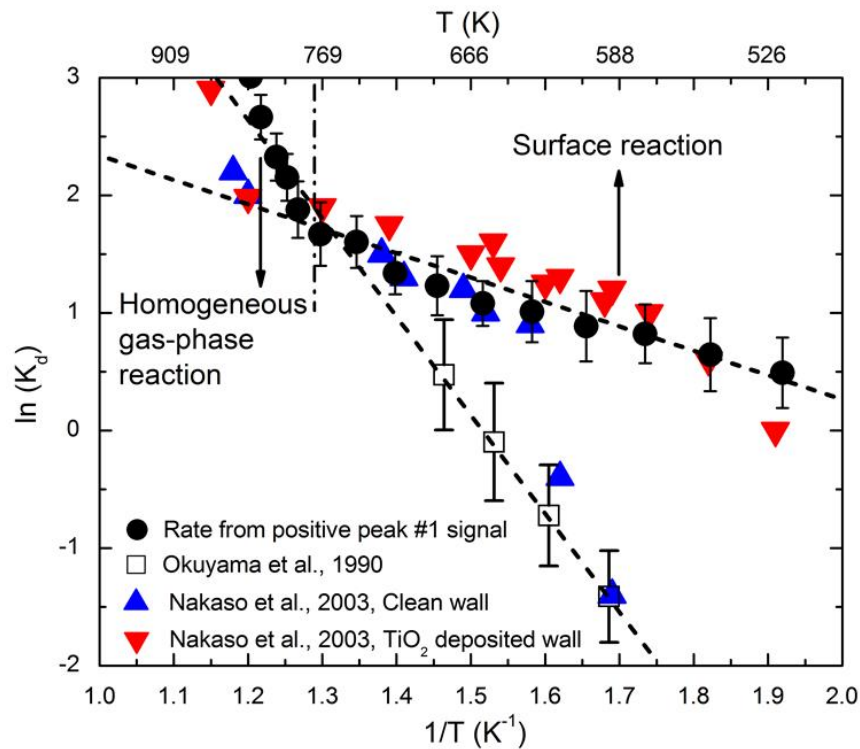 T (K)
909 769 666 588 526
3
2
1
0
-1
-2
ln (K_d)
Surface reaction
Homogeneous
gas-phase
reaction
Rate from positive peak #1 signal
Okuyama et al., 1990
Nakaso et al., 2003, Clean wall
Nakaso et al., 2003, TiO₂ deposited wall
1.0 1.1 1.2 1.3 1.4 1.5 1.6 1.7 1.8 1.9 2.0
1/T (K⁻¹)